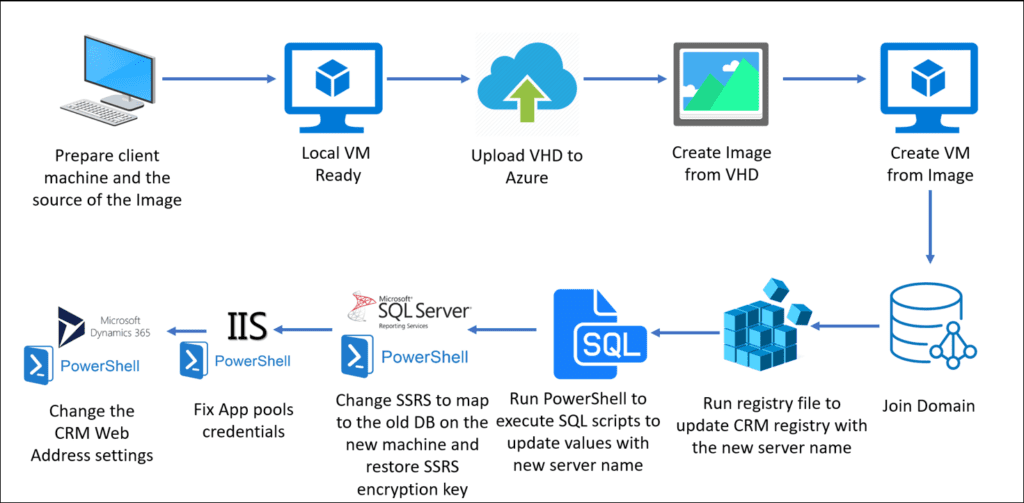 Prepare client
machine and the
source of the Image
Local VM
Ready
Upload VHD to
Azure
Create Image
from VHD
Create VM
from Image
Microsoft
Dynamics 365
PowerShell
Change the
CRM Web
Address settings
IIS
PowerShell
Fix App pools
credentials
Microsoft®
SQL Server®
Reporting Services
PowerShell
Change SSRS to map
to the old DB on the
new machine and
restore SSRS
encryption key
SQL
Run PowerShell to
execute SQL scripts to
update values with
new server name
Run registry file to
update CRM registry with
the new server name
Join Domain